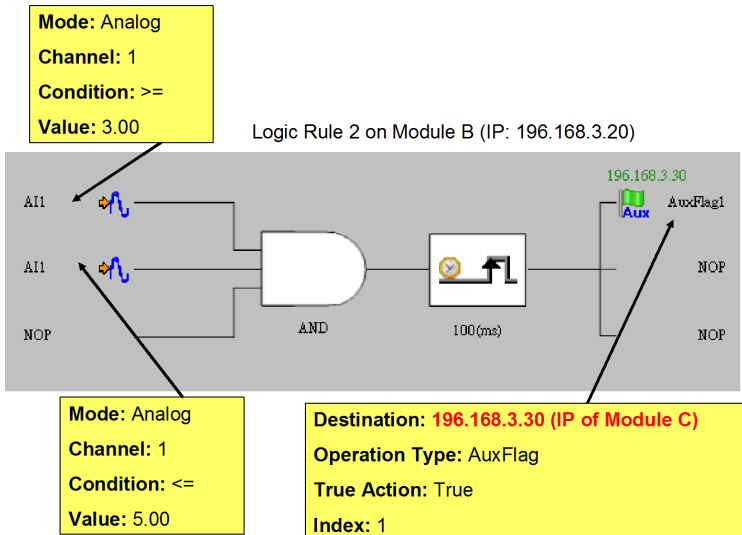 Mode: Analog
Channel: 1
Condition: >=
Value: 3.00
Logic Rule 2 on Module B (IP: 196.168.3.20)
196.168.3.30
AI1
Aux
AuxFlag1
AI1
NOP
NOP
AND
100(ms)
NOP
Mode: Analog
Channel: 1
Condition: <=
Value: 5.00
Destination: 196.168.3.30 (IP of Module C)
Operation Type: AuxFlag
True Action: True
Index: 1